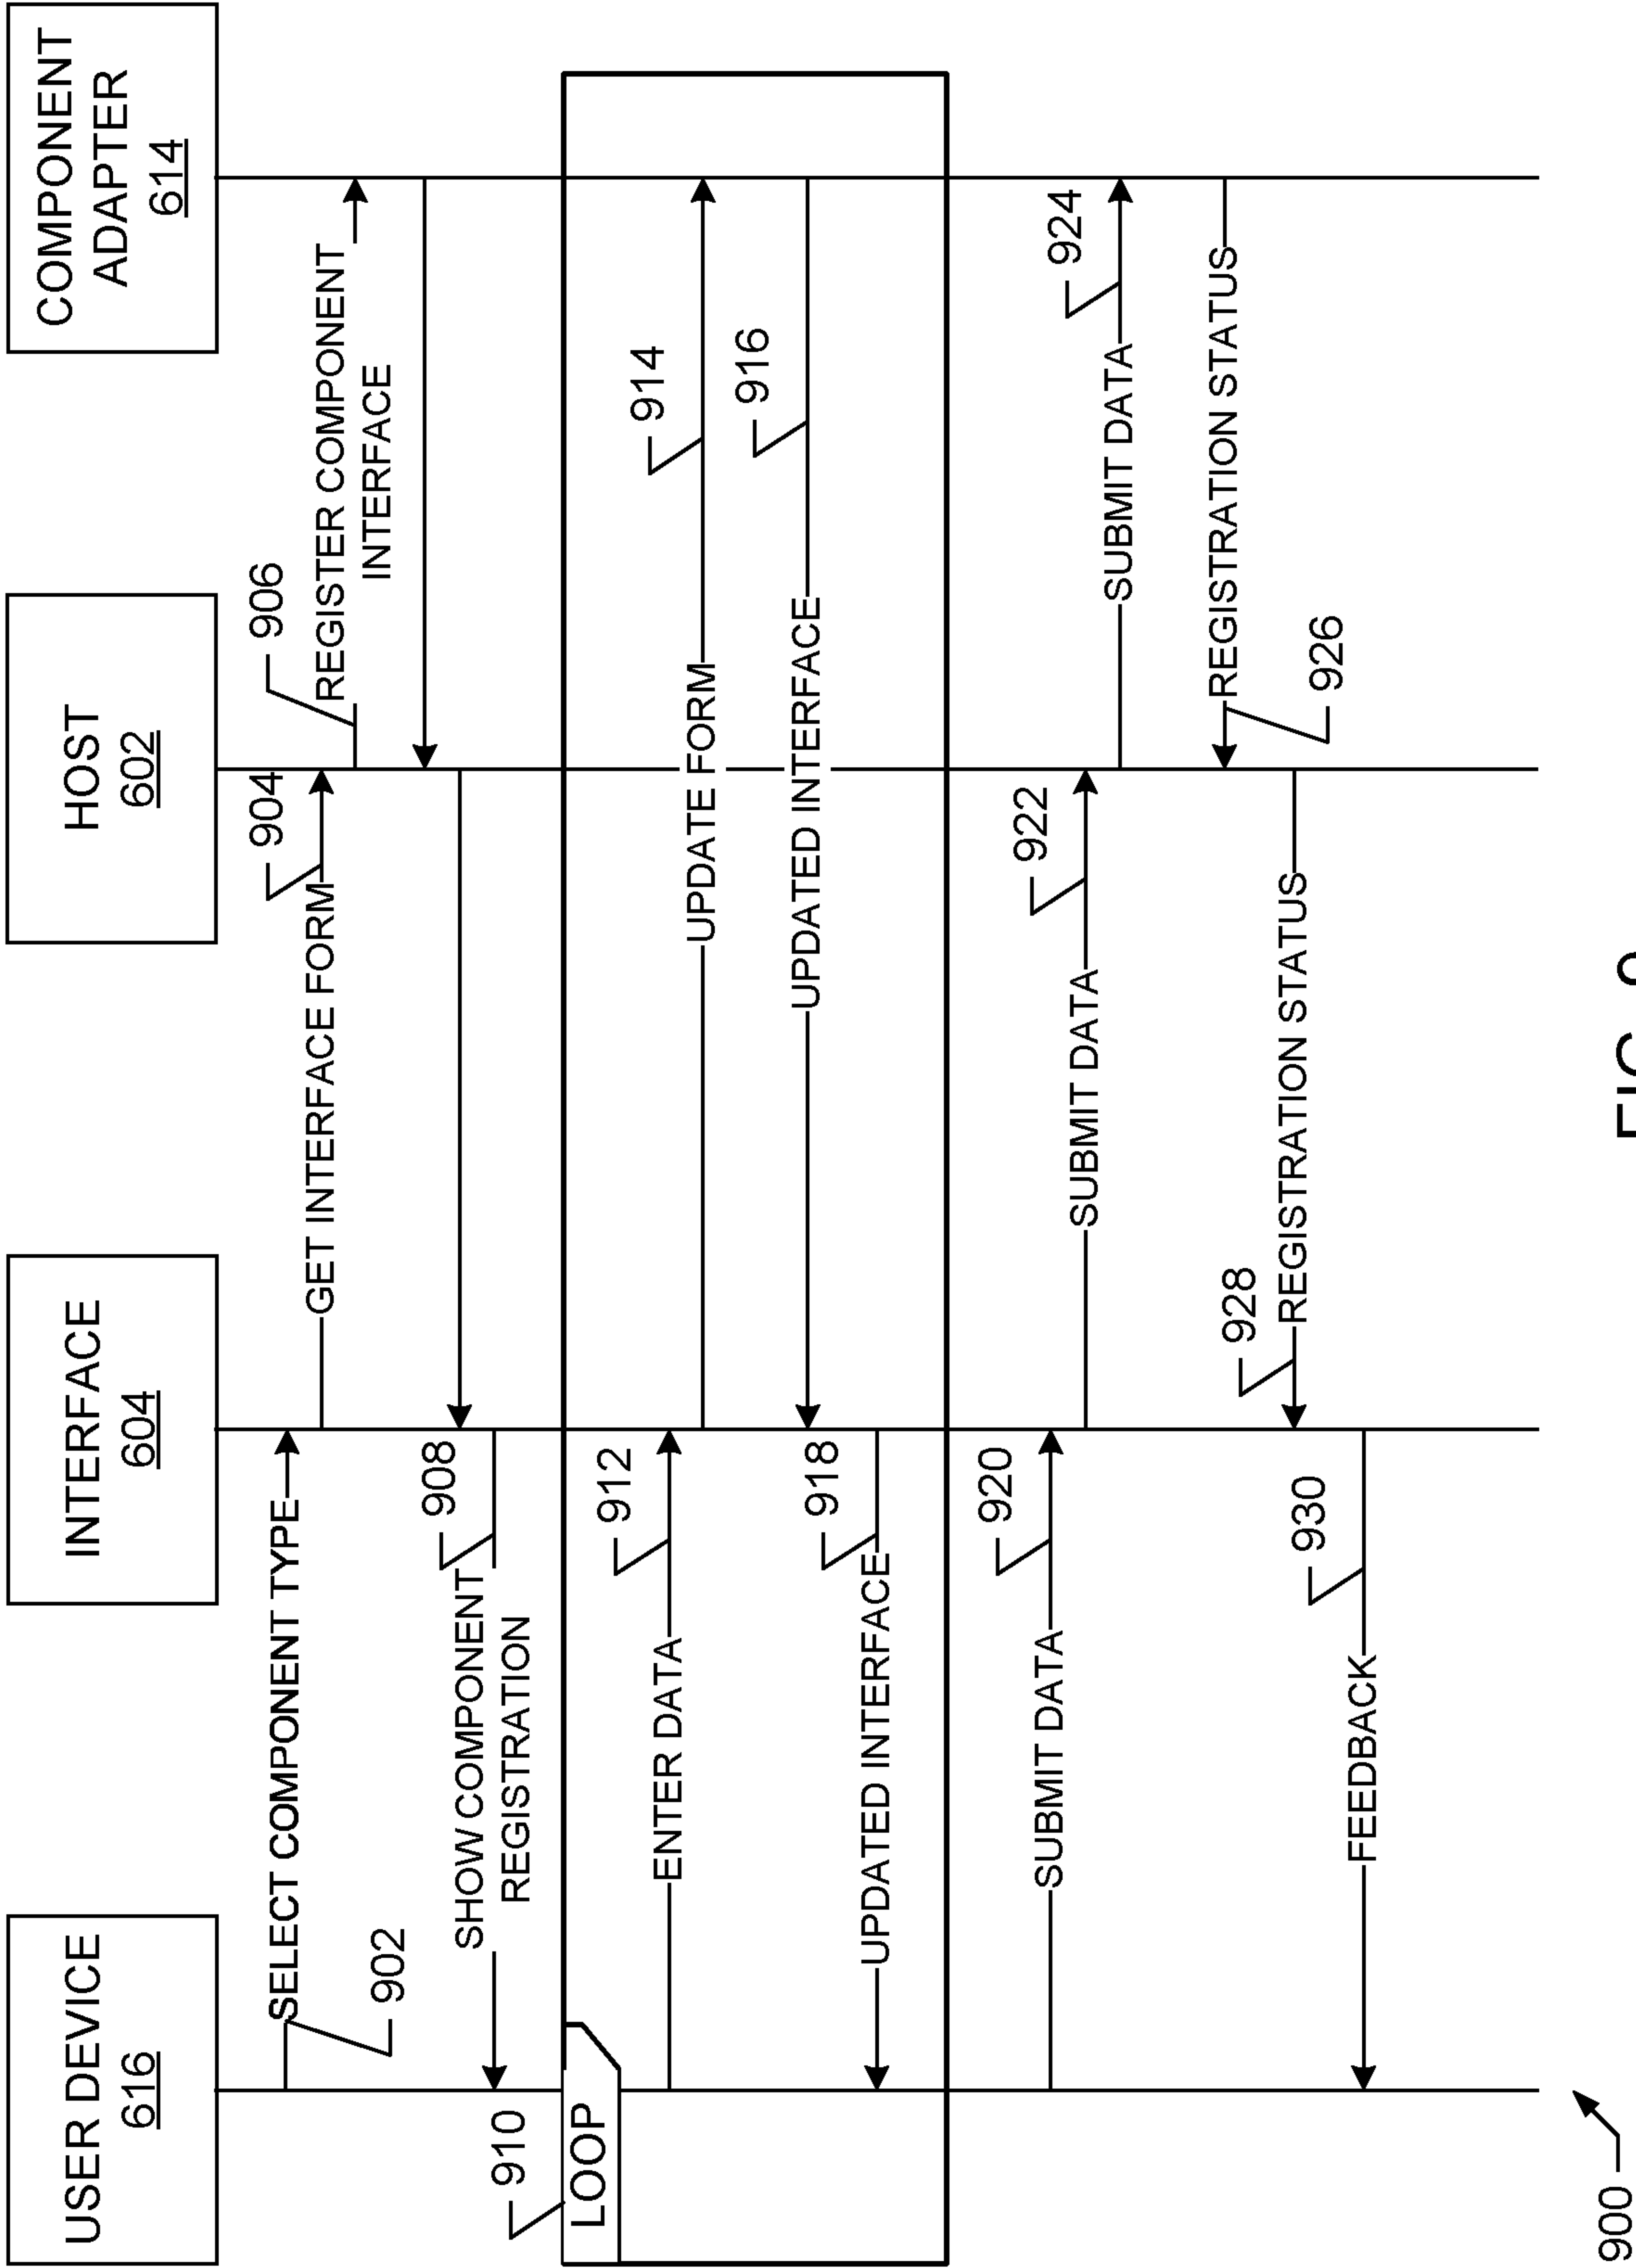 USER DEVICE
616
INTERFACE
604
HOST
602
COMPONENT
ADAPTER
614
SELECT COMPONENT TYPE
902
GET INTERFACE FORM
904
906
REGISTER COMPONENT
INTERFACE
908
SHOW COMPONENT
REGISTRATION
910
LOOP
912
ENTER DATA
914
UPDATE FORM
916
UPDATED INTERFACE
918
UPDATED INTERFACE
920
SUBMIT DATA
922
SUBMIT DATA
924
SUBMIT DATA
REGISTRATION STATUS
926
928
REGISTRATION STATUS
930
FEEDBACK
900